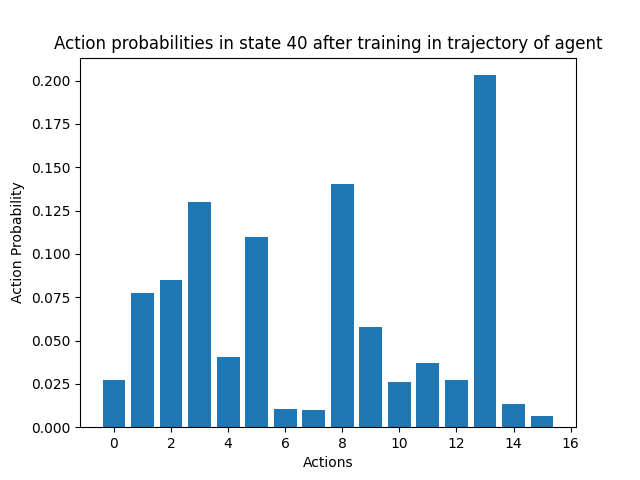 Action probabilities in state 40 after training in trajectory of agent
0.200
0.175
0.150
0.125
0.100
0.075
0.050
0.025
0.000
Action Probability
0 2 4 6 8 10 12 14 16
Actions